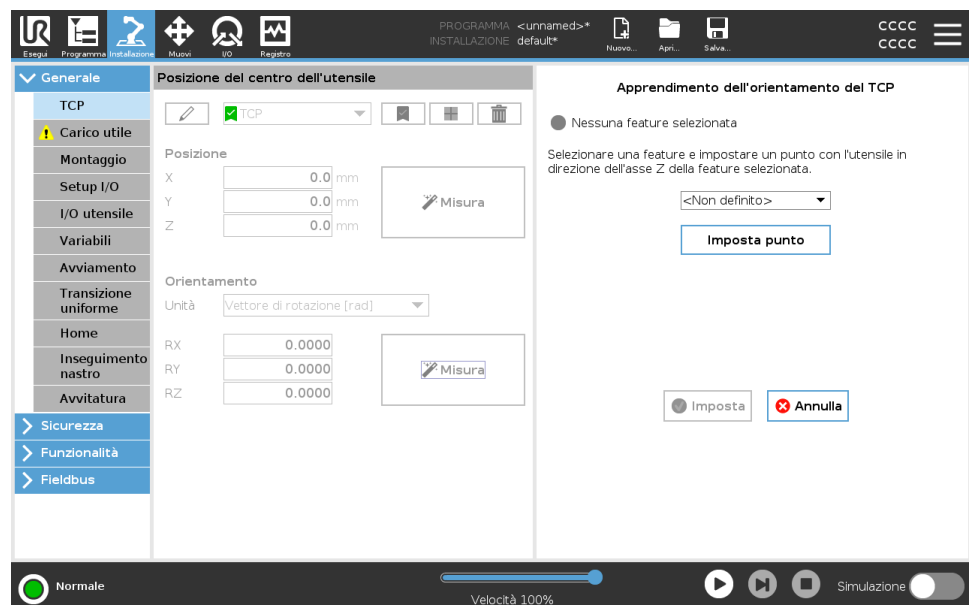 UR
PROGRAMMA <unnamed>*
INSTALLAZIONE default*
Esegui Programma Installazione Muovi I/O Registro
Nuovo... Apri... Salva...
CCCC
CCCC
Generale
TCP
Carico utile
Montaggio
Setup I/O
I/O utensile
Variabili
Avviamento
Transizione
uniforme
Home
Inseguimento
nastro
Avvitatura
Sicurezza
Funzionalità
Fieldbus
Posizione del centro dell'utensile
TCP
Posizione
X 0.0 mm
Y 0.0 mm
Z 0.0 mm
Misura
Orientamento
Unità Vettore di rotazione [rad]
RX 0.0000
RY 0.0000
RZ 0.0000
Misura
Apprendimento dell'orientamento del TCP
Nessuna feature selezionata
Selezionare una feature e impostare un punto con l'utensile in
direzione dell'asse Z della feature selezionata.
<Non definito>
Imposta punto
Imposta Annulla
Normale
Velocità 100%
Simulazione